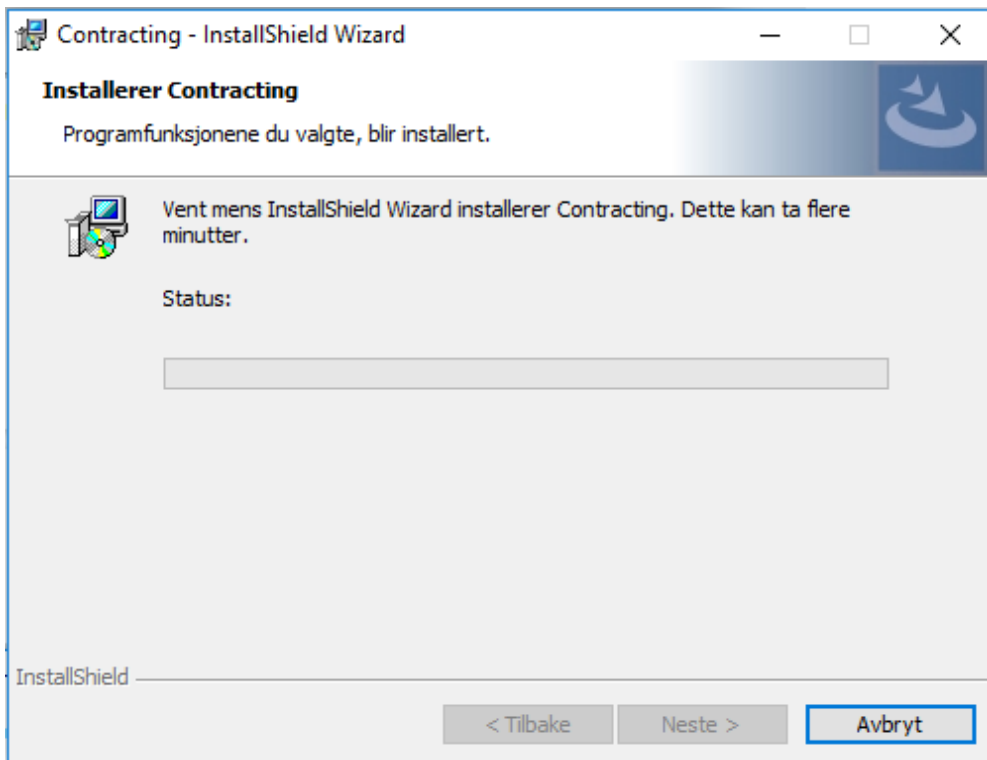 Contracting - InstallShield Wizard
Installerer Contracting
Programfunksjonene du valgte, blir installert.
Vent mens InstallShield Wizard installerer Contracting. Dette kan ta flere
minutter.
Status:
InstallShield
< Tilbake
Neste >
Avbryt